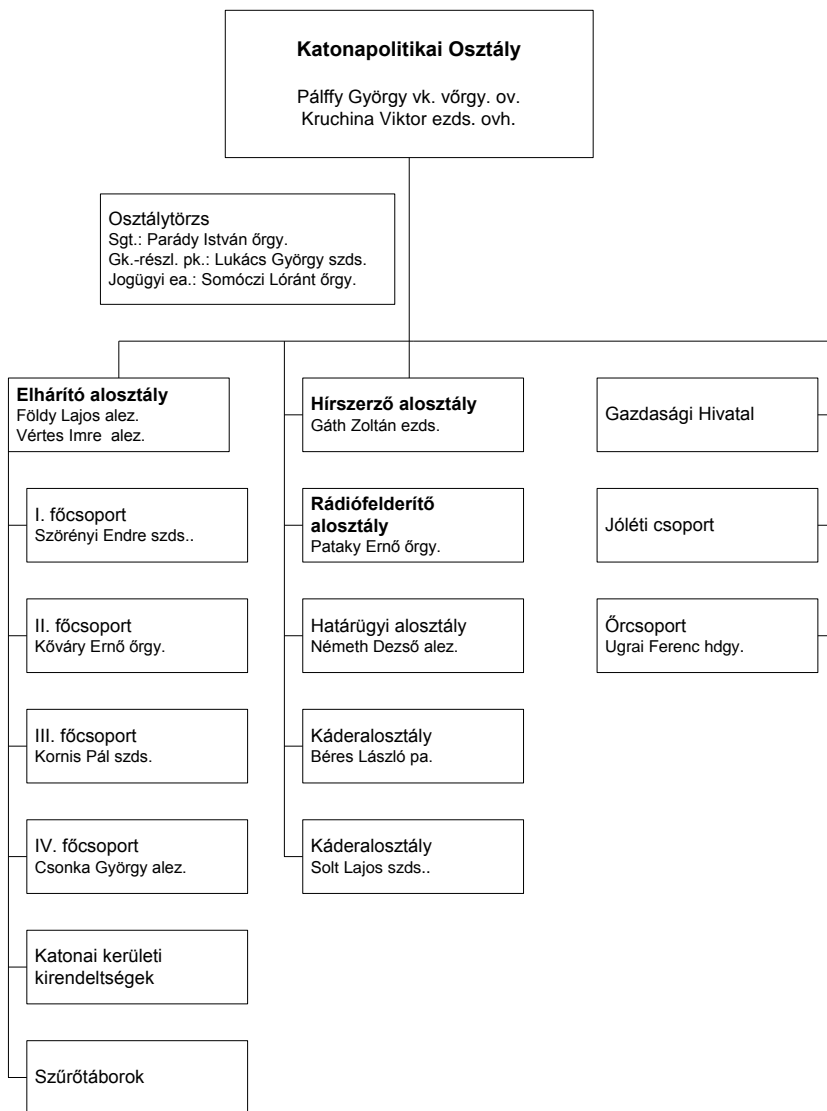 Katonapolitikai Osztály
Pálffy György vk. vőrgy. ov.
Kruchina Viktor ezds. ovh.
Osztálytörzs
Sgt.: Parády István őrgy.
Gk.-részl. pk.: Lukács György szds.
Jogügyi ea.: Somóczi Lóránt őrgy.
Elhárító alosztály
Földy Lajos alez.
Vértes Imre  alez.
I. főcsoport
Szörényi Endre szds..
II. főcsoport
Kőváry Ernő őrgy.
III. főcsoport
Kornis Pál szds.
IV. főcsoport
Csonka György alez.
Katonai kerületi
kirendeltségek
Szűrőtáborok
Hírszerző alosztály
Gáth Zoltán ezds.
Rádiófelderítő
alosztály
Pataky Ernő őrgy.
Határügyi alosztály
Németh Dezső alez.
Káderalosztály
Béres László pa.
Káderalosztály
Solt Lajos szds..
Gazdasági Hivatal
Jóléti csoport
Őrcsoport
Ugrai Ferenc hdgy.